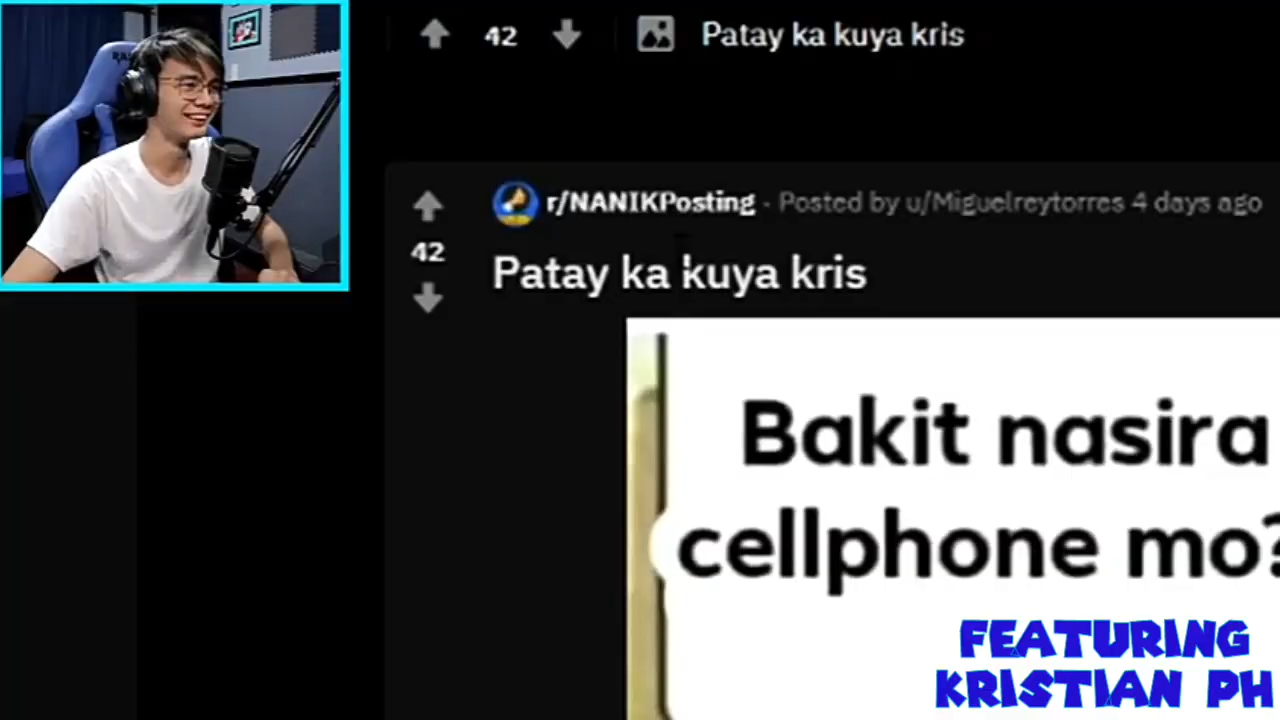 42 Patay ka kuya kris
r/NANIKPosting · Posted by u/Miguelreytorres 4 days ago
42
Patay ka kuya kris
Bakit nasira
cellphone mo?
FEATURING
KRISTIAN PH